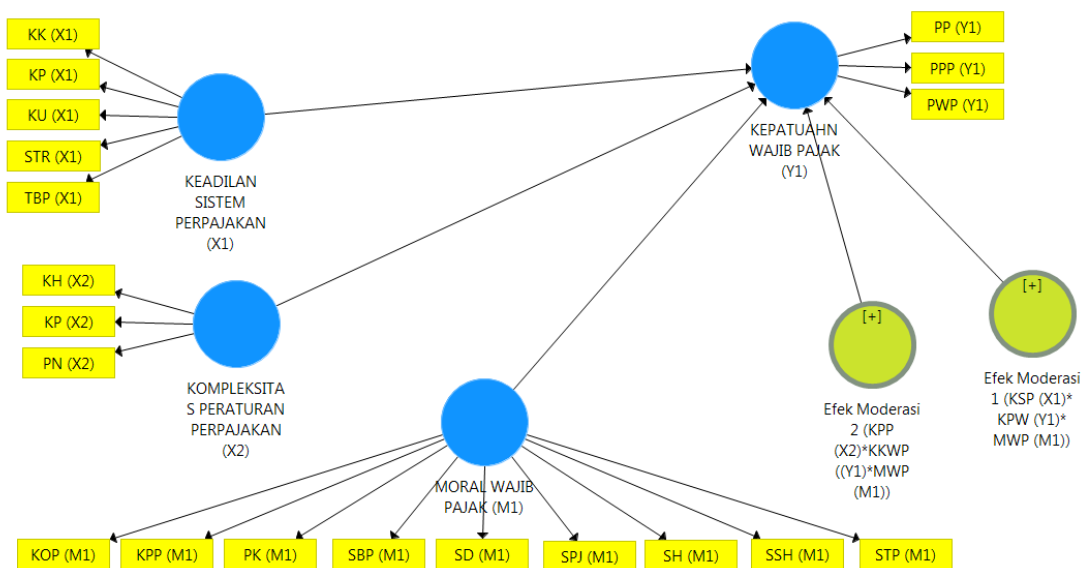 KK (X1)
KP (X1)
KU (X1)
STR (X1)
TBP (X1)
KEADILAN
SISTEM
PERPAJAKAN
(X1)
PP (Y1)
PPP (Y1)
PWP (Y1)
KEPATUAHN
WAJIB PAJAK
(Y1)
KH (X2)
KP (X2)
PN (X2)
KOMPLEKSITA
S PERATURAN
PERPAJAKAN
(X2)
[+]
Efek Moderasi
2 (KPP
(X2)*KKWP
((Y1)*MWP
(M1))
[+]
Efek Moderasi
1 (KSP (X1)*
KPW (Y1)*
MWP (M1))
MORAL WAJIB
PAJAK (M1)
KOP (M1)
KPP (M1)
PK (M1)
SBP (M1)
SD (M1)
SPJ (M1)
SH (M1)
SSH (M1)
STP (M1)